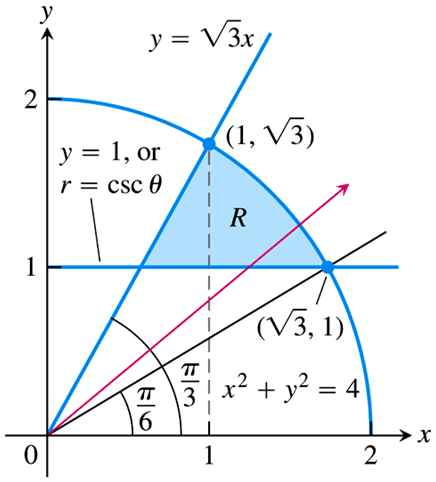 y
y = √3x
2
(1, √3)
y = 1, or
r = csc θ
R
1
(√3, 1)
π/3
π/6
x² + y² = 4
0
1
2
x